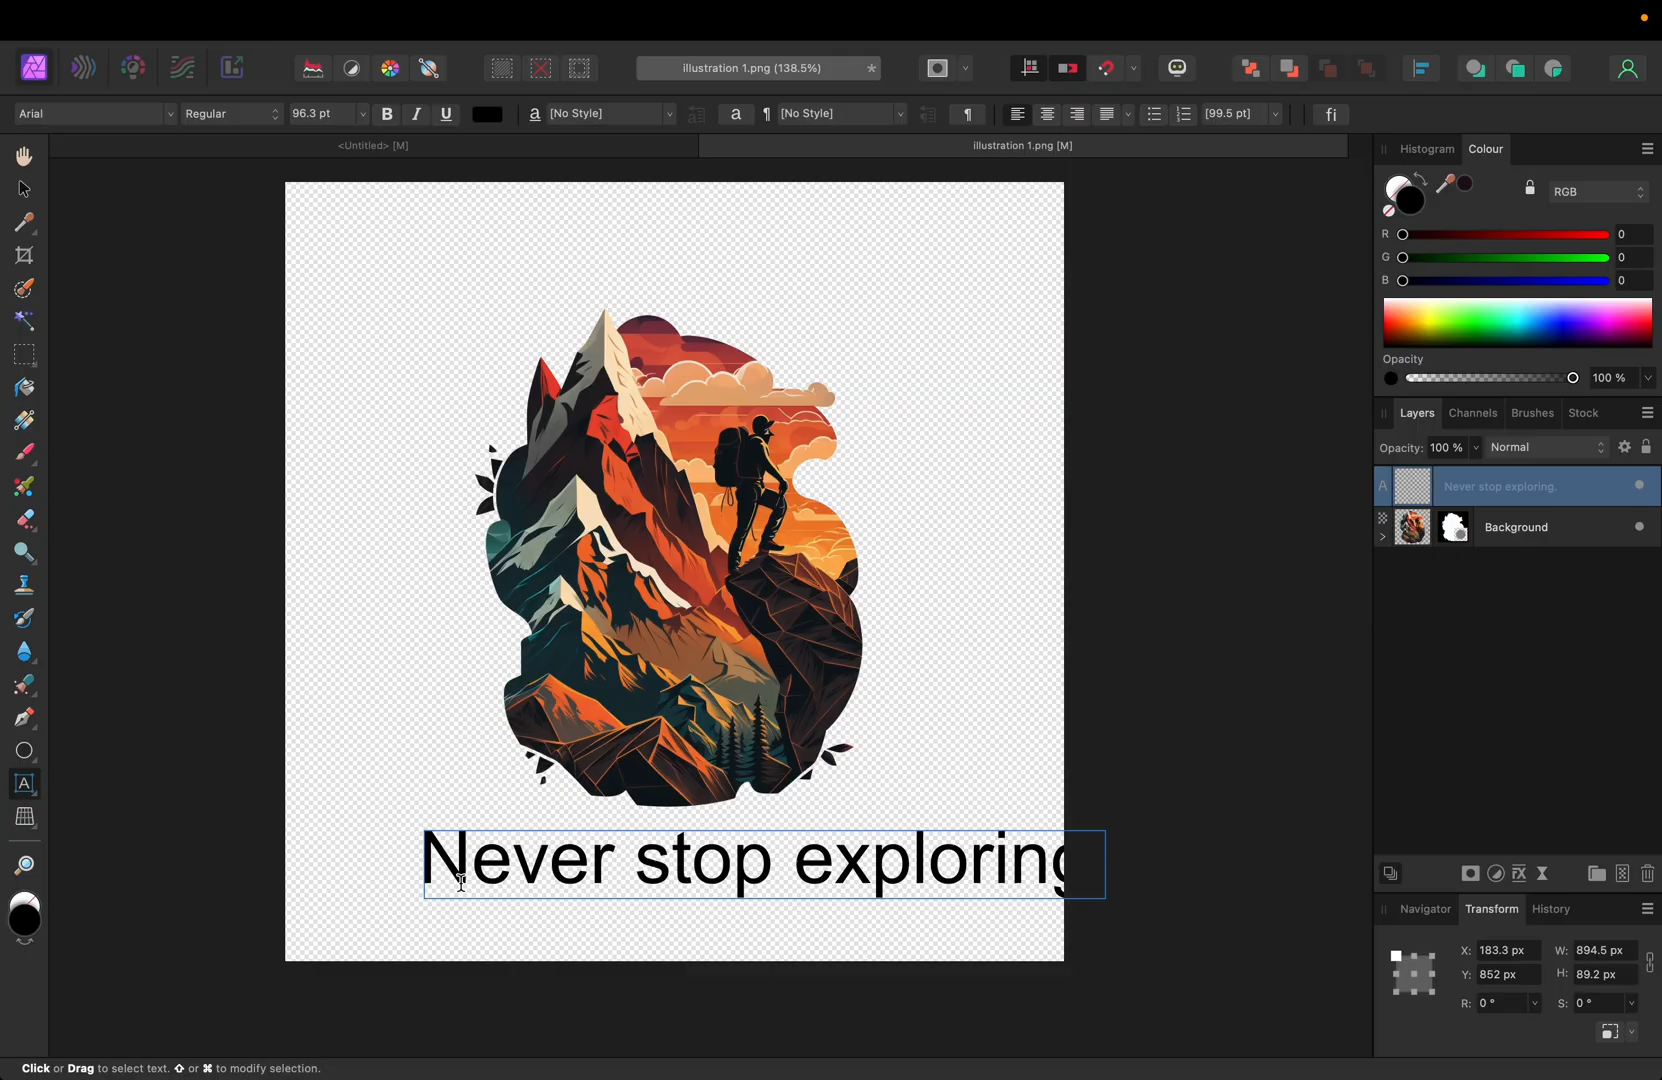 illustration 1.png (138.5%)
*
Arial
Regular
96.3 pt
B
I
U
a
[No Style]
a
¶
[No Style]
¶
[99.5 pt]
fi
<Untitled> [M]
illustration 1.png [M]
Histogram
Colour
RGB
R
0
G
0
B
0
Opacity
100 %
Layers
Channels
Brushes
Stock
Opacity:
100 %
Normal
A
Never stop exploring.
Background
Never stop exploring
A
FX
Navigator
Transform
History
X:
183.3 px
W:
894.5 px
Y:
852 px
H:
89.2 px
R:
0 °
S:
0 °
Click or Drag to select text. ⇧ or ⌘ to modify selection.